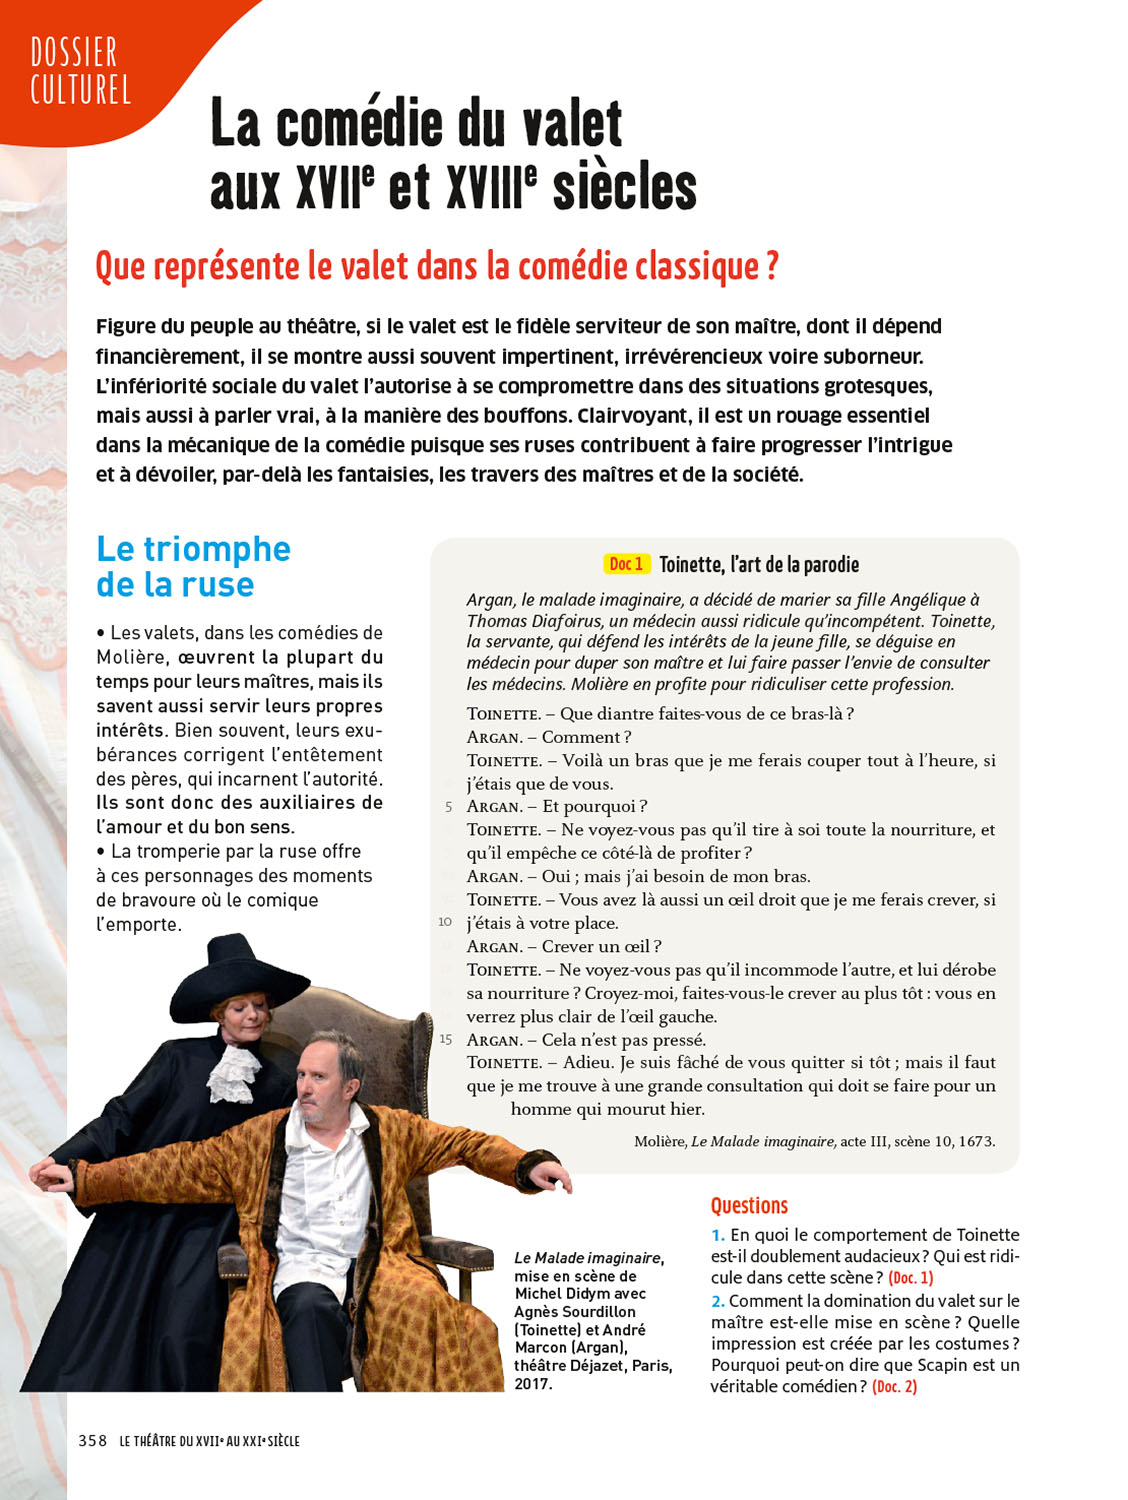 DOSSIER
CULTUREL
La comédie du valet
aux XVIIe et XVIIIe siècles
Que représente le valet dans la comédie classique ?
Figure du peuple au théâtre, si le valet est le fidèle serviteur de son maître, dont il dépend
financièrement, il se montre aussi souvent impertinent, irrévérencieux voire suborneur.
L’infériorité sociale du valet l’autorise à se compromettre dans des situations grotesques,
mais aussi à parler vrai, à la manière des bouffons. Clairvoyant, il est un rouage essentiel
dans la mécanique de la comédie puisque ses ruses contribuent à faire progresser l’intrigue
et à dévoiler, par-delà les fantaisies, les travers des maîtres et de la société.
Le triomphe
de la ruse
• Les valets, dans les comédies de
Molière, œuvrent la plupart du
temps pour leurs maîtres, mais ils
savent aussi servir leurs propres
intérêts. Bien souvent, leurs exu-
bérances corrigent l’entêtement
des pères, qui incarnent l’autorité.
Ils sont donc des auxiliaires de
l’amour et du bon sens.
• La tromperie par la ruse offre
à ces personnages des moments
de bravoure où le comique
l’emporte.
Doc 1 Toinette, l’art de la parodie
Argan, le malade imaginaire, a décidé de marier sa fille Angélique à
Thomas Diafoirus, un médecin aussi ridicule qu’incompétent. Toinette,
la servante, qui défend les intérêts de la jeune fille, se déguise en
médecin pour duper son maître et lui faire passer l’envie de consulter
les médecins. Molière en profite pour ridiculiser cette profession.
TOINETTE. – Que diantre faites-vous de ce bras-là ?
ARGAN. – Comment ?
TOINETTE. – Voilà un bras que je me ferais couper tout à l’heure, si
j’étais que de vous.
5 ARGAN. – Et pourquoi ?
TOINETTE. – Ne voyez-vous pas qu’il tire à soi toute la nourriture, et
qu’il empêche ce côté-là de profiter ?
ARGAN. – Oui ; mais j’ai besoin de mon bras.
TOINETTE. – Vous avez là aussi un œil droit que je me ferais crever, si
10 j’étais à votre place.
ARGAN. – Crever un œil ?
TOINETTE. – Ne voyez-vous pas qu’il incommode l’autre, et lui dérobe
sa nourriture ? Croyez-moi, faites-vous-le crever au plus tôt : vous en
verrez plus clair de l’œil gauche.
15 ARGAN. – Cela n’est pas pressé.
TOINETTE. – Adieu. Je suis fâché de vous quitter si tôt ; mais il faut
que je me trouve à une grande consultation qui doit se faire pour un
homme qui mourut hier.
Molière, Le Malade imaginaire, acte III, scène 10, 1673.
Le Malade imaginaire,
mise en scène de
Michel Didym avec
Agnès Sourdillon
(Toinette) et André
Marcon (Argan),
théâtre Déjazet, Paris,
2017.
Questions
1. En quoi le comportement de Toinette
est-il doublement audacieux ? Qui est ridi-
cule dans cette scène ? (Doc. 1)
2. Comment la domination du valet sur le
maître est-elle mise en scène ? Quelle
impression est créée par les costumes ?
Pourquoi peut-on dire que Scapin est un
véritable comédien ? (Doc. 2)
358 LE THÉÂTRE DU XVIIe AU XXIe SIÈCLE